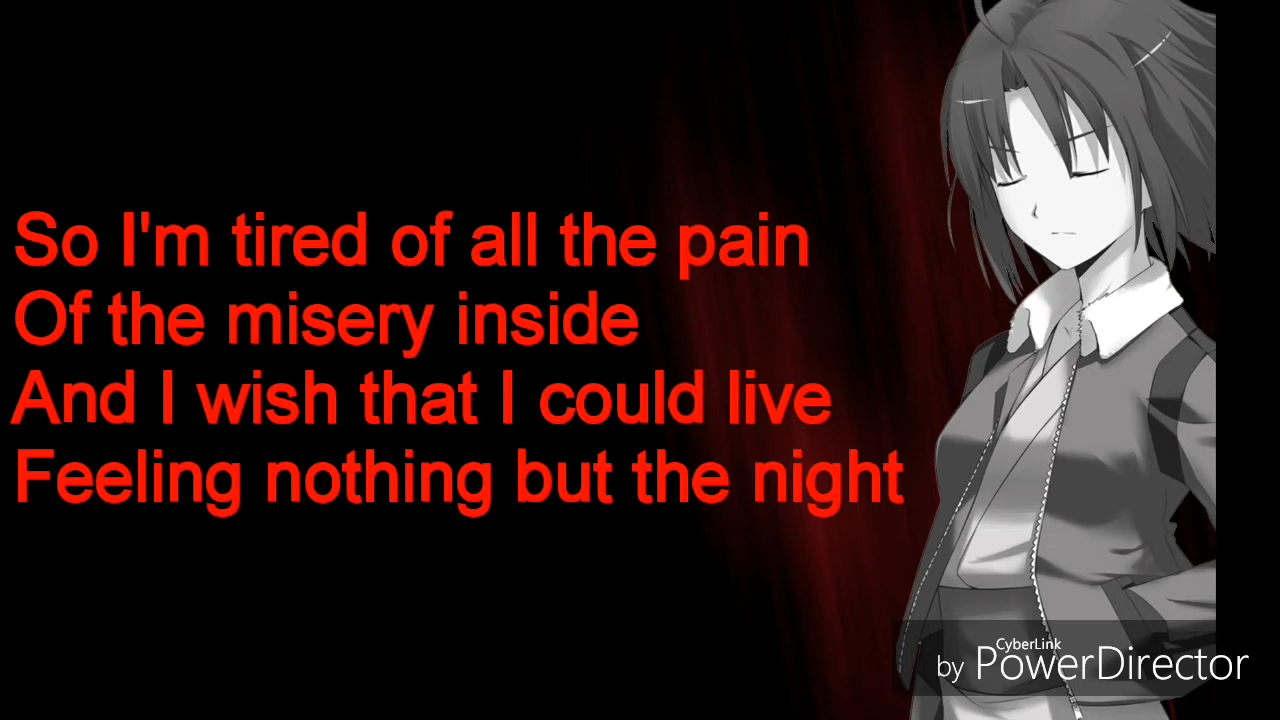 So I'm tired of all the pain
Of the misery inside
And I wish that I could live
Feeling nothing but the night
CyberLink
by PowerDirector